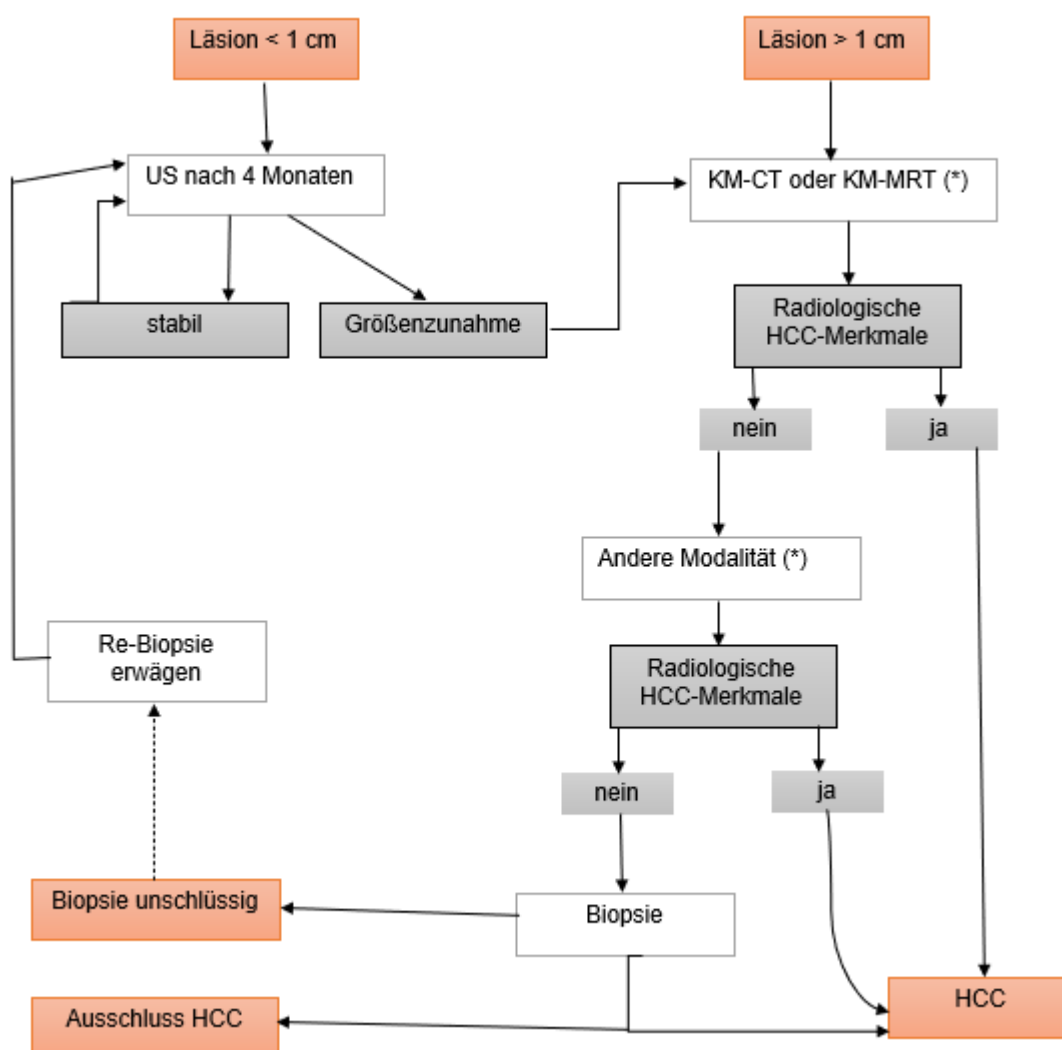 Läsion < 1 cm
Läsion > 1 cm
US nach 4 Monaten
KM-CT oder KM-MRT (*)
stabil
Größenzunahme
Radiologische
HCC-Merkmale
nein
ja
Andere Modalität (*)
Re-Biopsie
erwägen
Radiologische
HCC-Merkmale
nein
ja
Biopsie unschlüssig
Biopsie
Ausschluss HCC
HCC